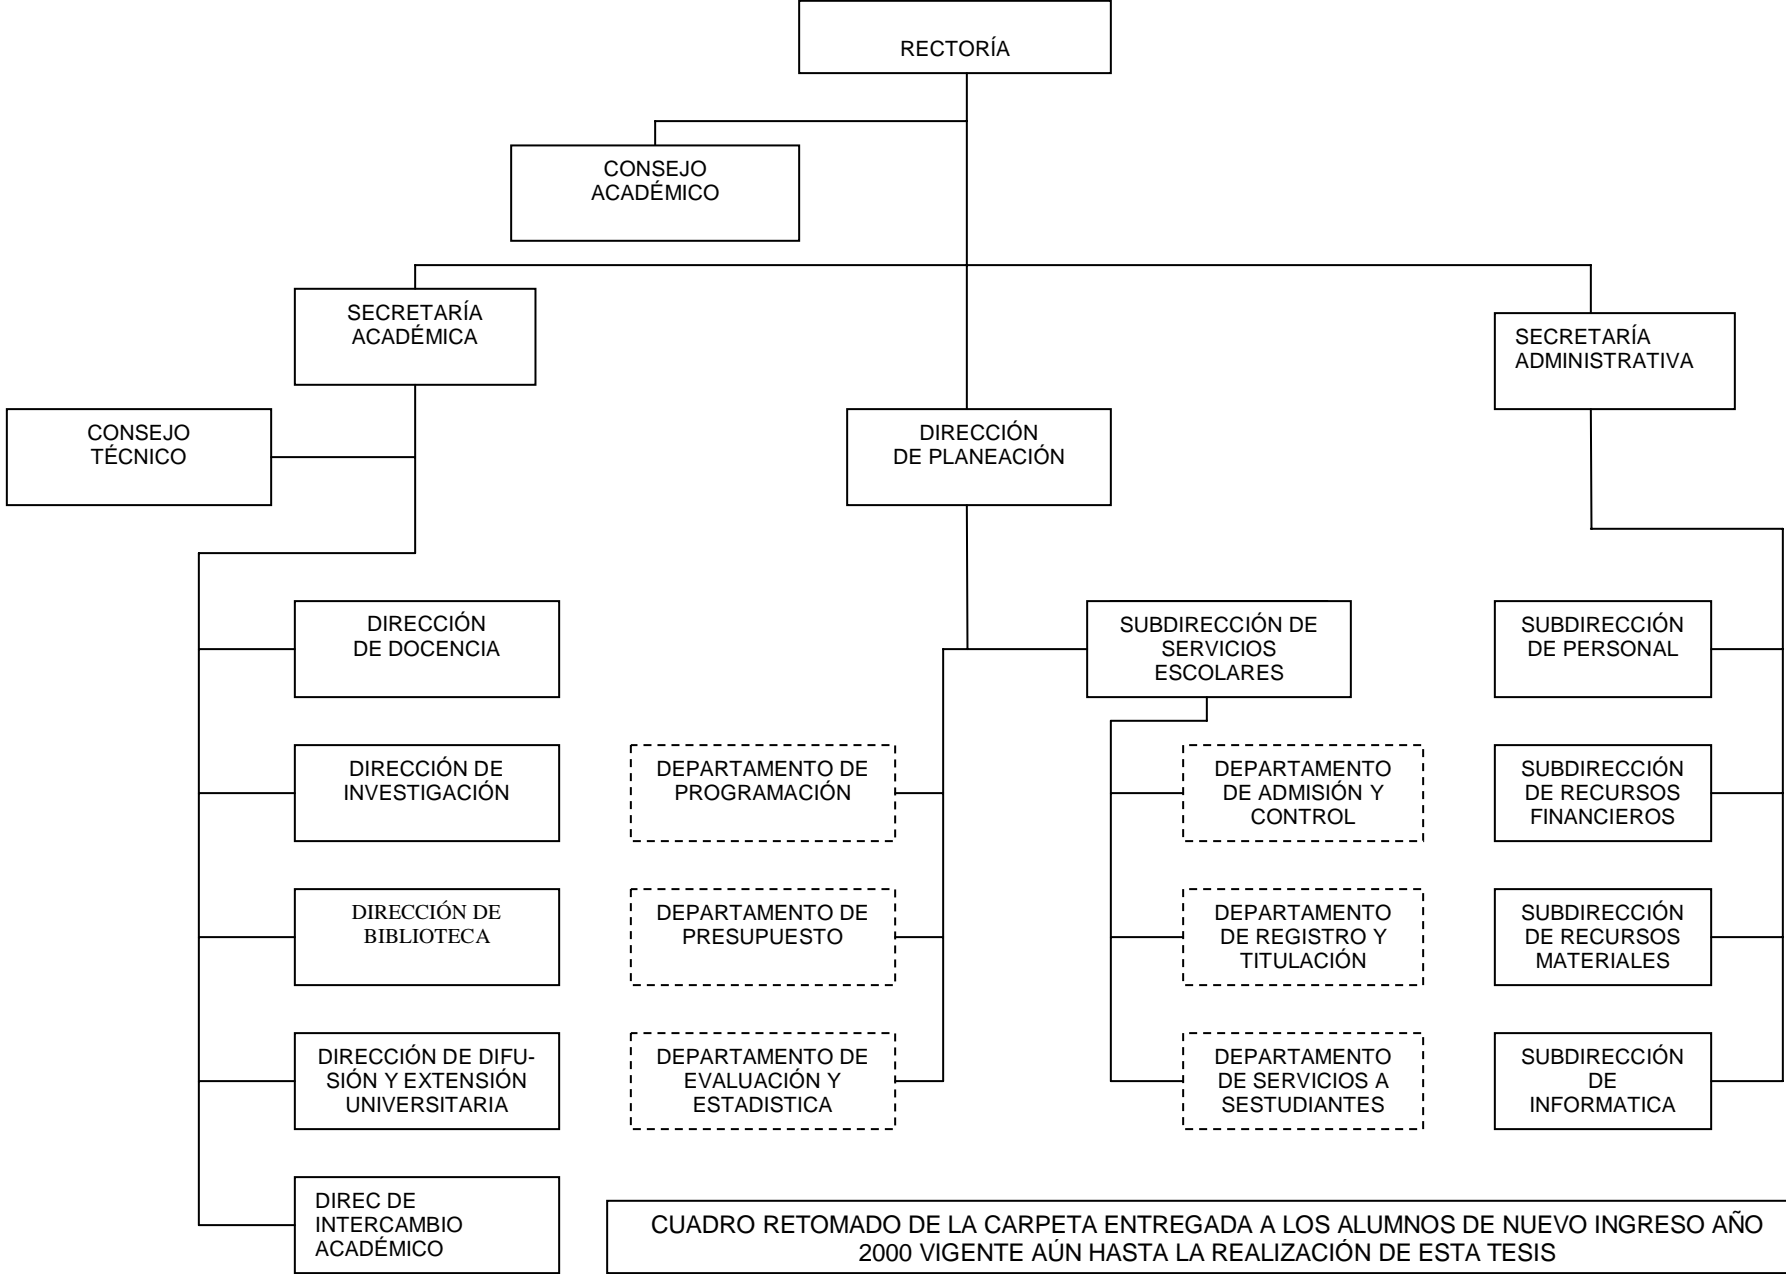 RECTORÍA
CONSEJO
ACADÉMICO
SECRETARÍA
ACADÉMICA
SECRETARÍA
ADMINISTRATIVA
CONSEJO
TÉCNICO
DIRECCIÓN
DE PLANEACIÓN
DIRECCIÓN
DE DOCENCIA
SUBDIRECCIÓN DE
SERVICIOS
ESCOLARES
SUBDIRECCIÓN
DE PERSONAL
DIRECCIÓN DE
INVESTIGACIÓN
DEPARTAMENTO DE
PROGRAMACIÓN
DEPARTAMENTO
DE ADMISIÓN Y
CONTROL
SUBDIRECCIÓN
DE RECURSOS
FINANCIEROS
DIRECCIÓN DE
BIBLIOTECA
DEPARTAMENTO DE
PRESUPUESTO
DEPARTAMENTO
DE REGISTRO Y
TITULACIÓN
SUBDIRECCIÓN
DE RECURSOS
MATERIALES
DIRECCIÓN DE DIFU-
SIÓN Y EXTENSIÓN
UNIVERSITARIA
DEPARTAMENTO DE
EVALUACIÓN Y
ESTADISTICA
DEPARTAMENTO
DE SERVICIOS A
SESTUDIANTES
SUBDIRECCIÓN
DE
INFORMATICA
DIREC DE
INTERCAMBIO
ACADÉMICO
CUADRO RETOMADO DE LA CARPETA ENTREGADA A LOS ALUMNOS DE NUEVO INGRESO AÑO
2000 VIGENTE AÚN HASTA LA REALIZACIÓN DE ESTA TESIS